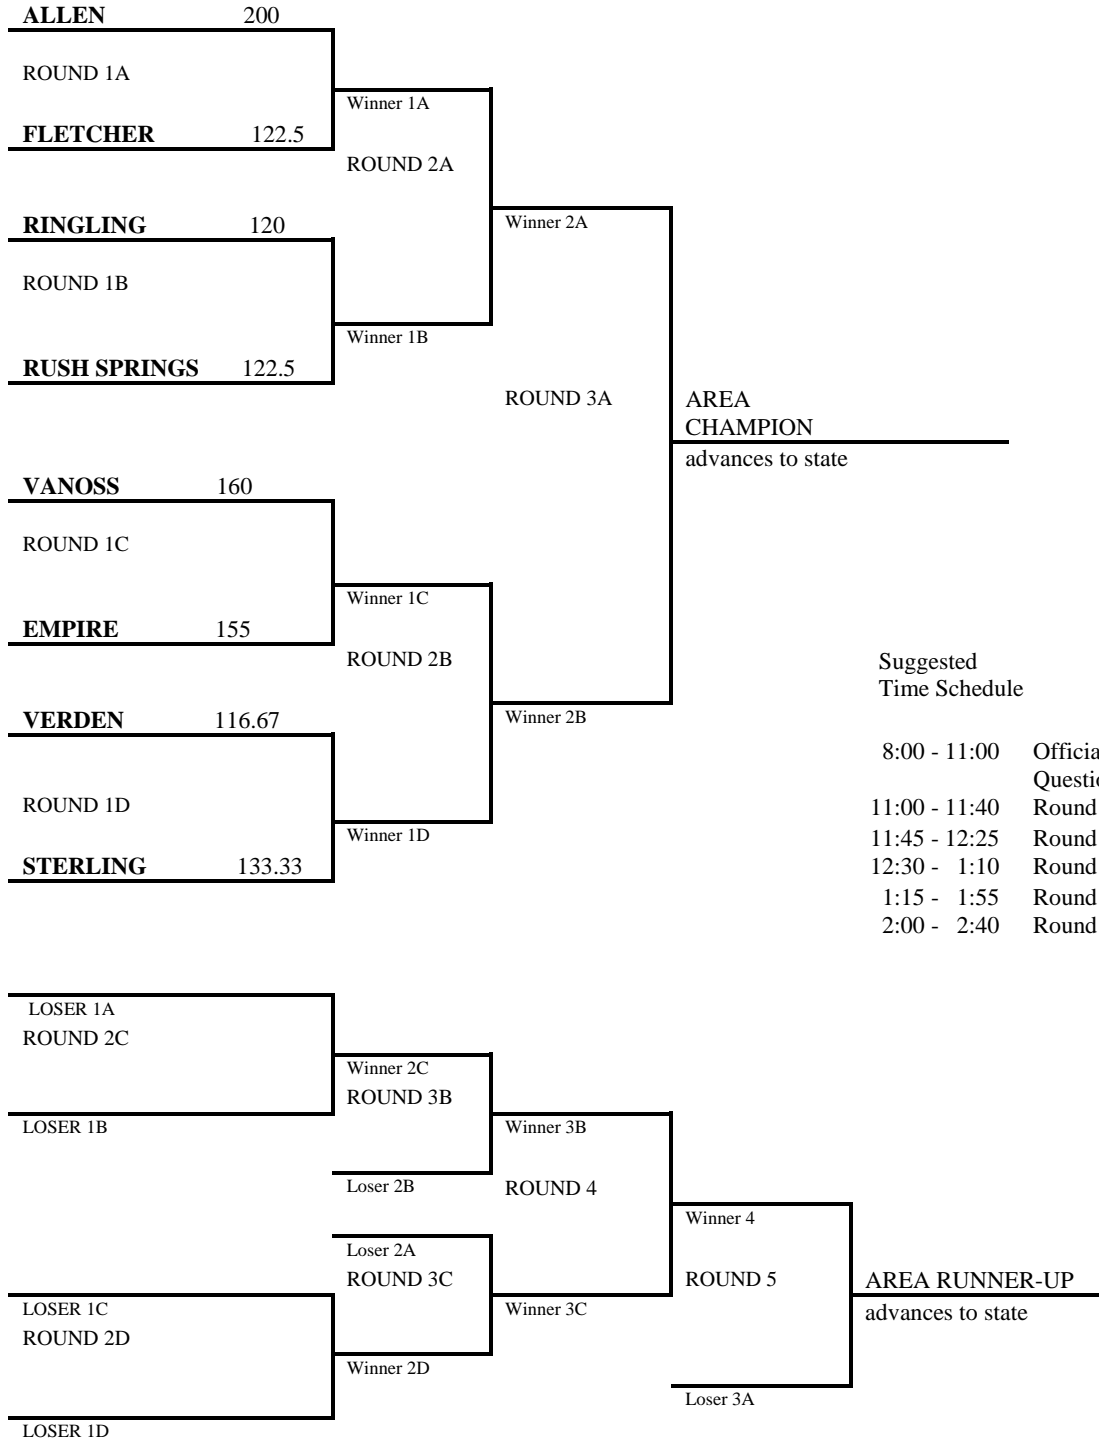 ALLEN 200
ROUND 1A
Winner 1A
FLETCHER 122.5
ROUND 2A
RINGLING 120
Winner 2A
ROUND 1B
Winner 1B
RUSH SPRINGS 122.5
ROUND 3A
AREA
CHAMPION
advances to state
VANOSS 160
ROUND 1C
Winner 1C
EMPIRE 155
ROUND 2B
Suggested
Time Schedule
VERDEN 116.67
Winner 2B
8:00 - 11:00
ROUND 1D
11:00 - 11:40 Round
Winner 1D
11:45 - 12:25 Round
STERLING 133.33
12:30 - 1:10 Round
1:15 - 1:55 Round
2:00 - 2:40 Round
LOSER 1A
ROUND 2C
Winner 2C
ROUND 3B
LOSER 1B
Winner 3B
Loser 2B
ROUND 4
Winner 4
Loser 2A
ROUND 3C
ROUND 5
AREA RUNNER-UP
LOSER 1C
Winner 3C
advances to state
ROUND 2D
Winner 2D
Loser 3A
LOSER 1D